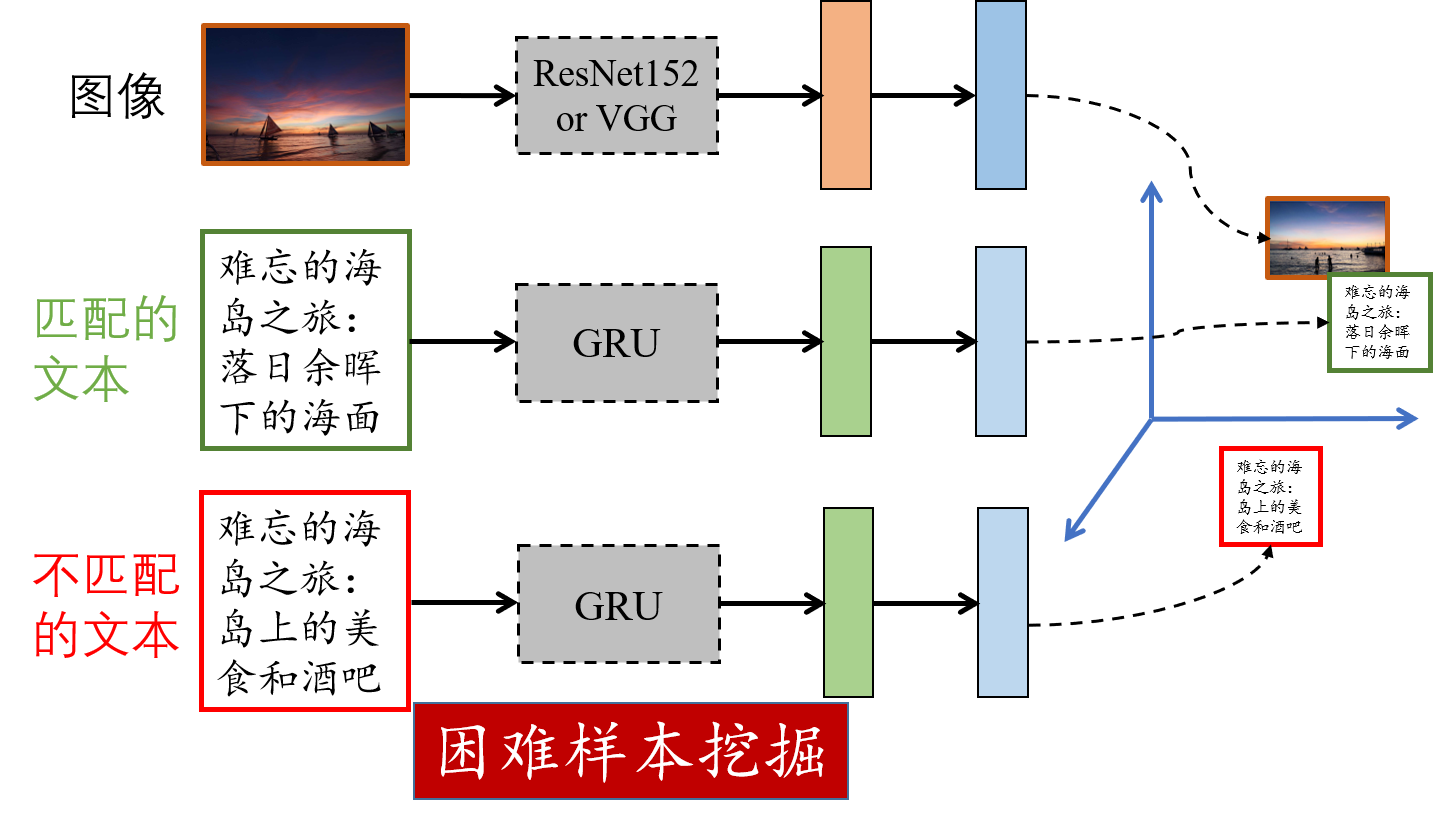 图像
ResNet152
or VGG
匹配的
文本
难忘的海
岛之旅：
落日余晖
下的海面
GRU
难忘的海
岛之旅：
落日余晖
下的海面
不匹配
的文本
难忘的海
岛之旅：
岛上的美
食和酒吧
GRU
难忘的海
岛之旅：
岛上的美
食和酒吧
困难样本挖掘